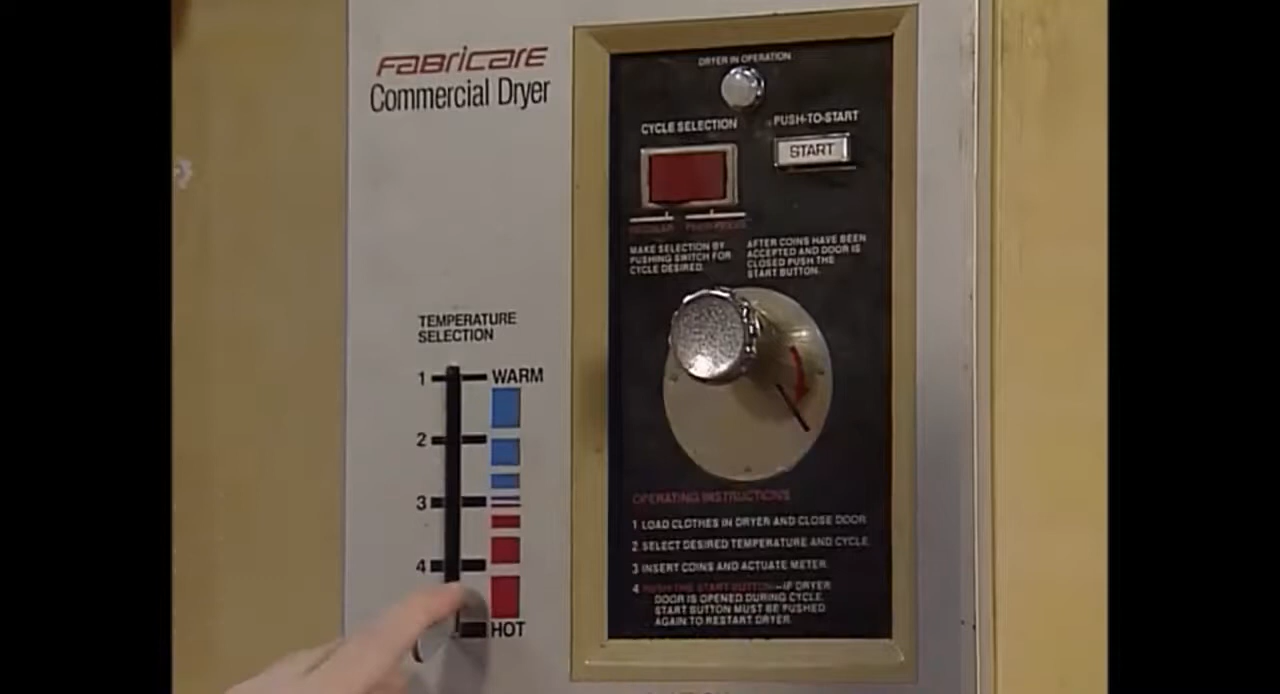 Fabricare
Commercial Dryer
DRYER IN OPERATION
CYCLE SELECTION
PUSH-TO-START
START
REGULAR
MAKE SELECTION BY
PUSHING SWITCH FOR
CYCLE DESIRED.
AFTER COINS HAVE BEEN
ACCEPTED AND DOOR IS
CLOSED PUSH THE
START BUTTON.
TEMPERATURE
SELECTION
1 WARM
2
3
4
HOT
OPERATING INSTRUCTIONS
1 LOAD CLOTHES IN DRYER AND CLOSE DOOR
2 SELECT DESIRED TEMPERATURE AND CYCLE.
3 INSERT COINS AND ACTUATE METER.
4 PUSH THE START BUTTON—IF DRYER
DOOR IS OPENED DURING CYCLE,
START BUTTON MUST BE PUSHED
AGAIN TO RESTART DRYER.